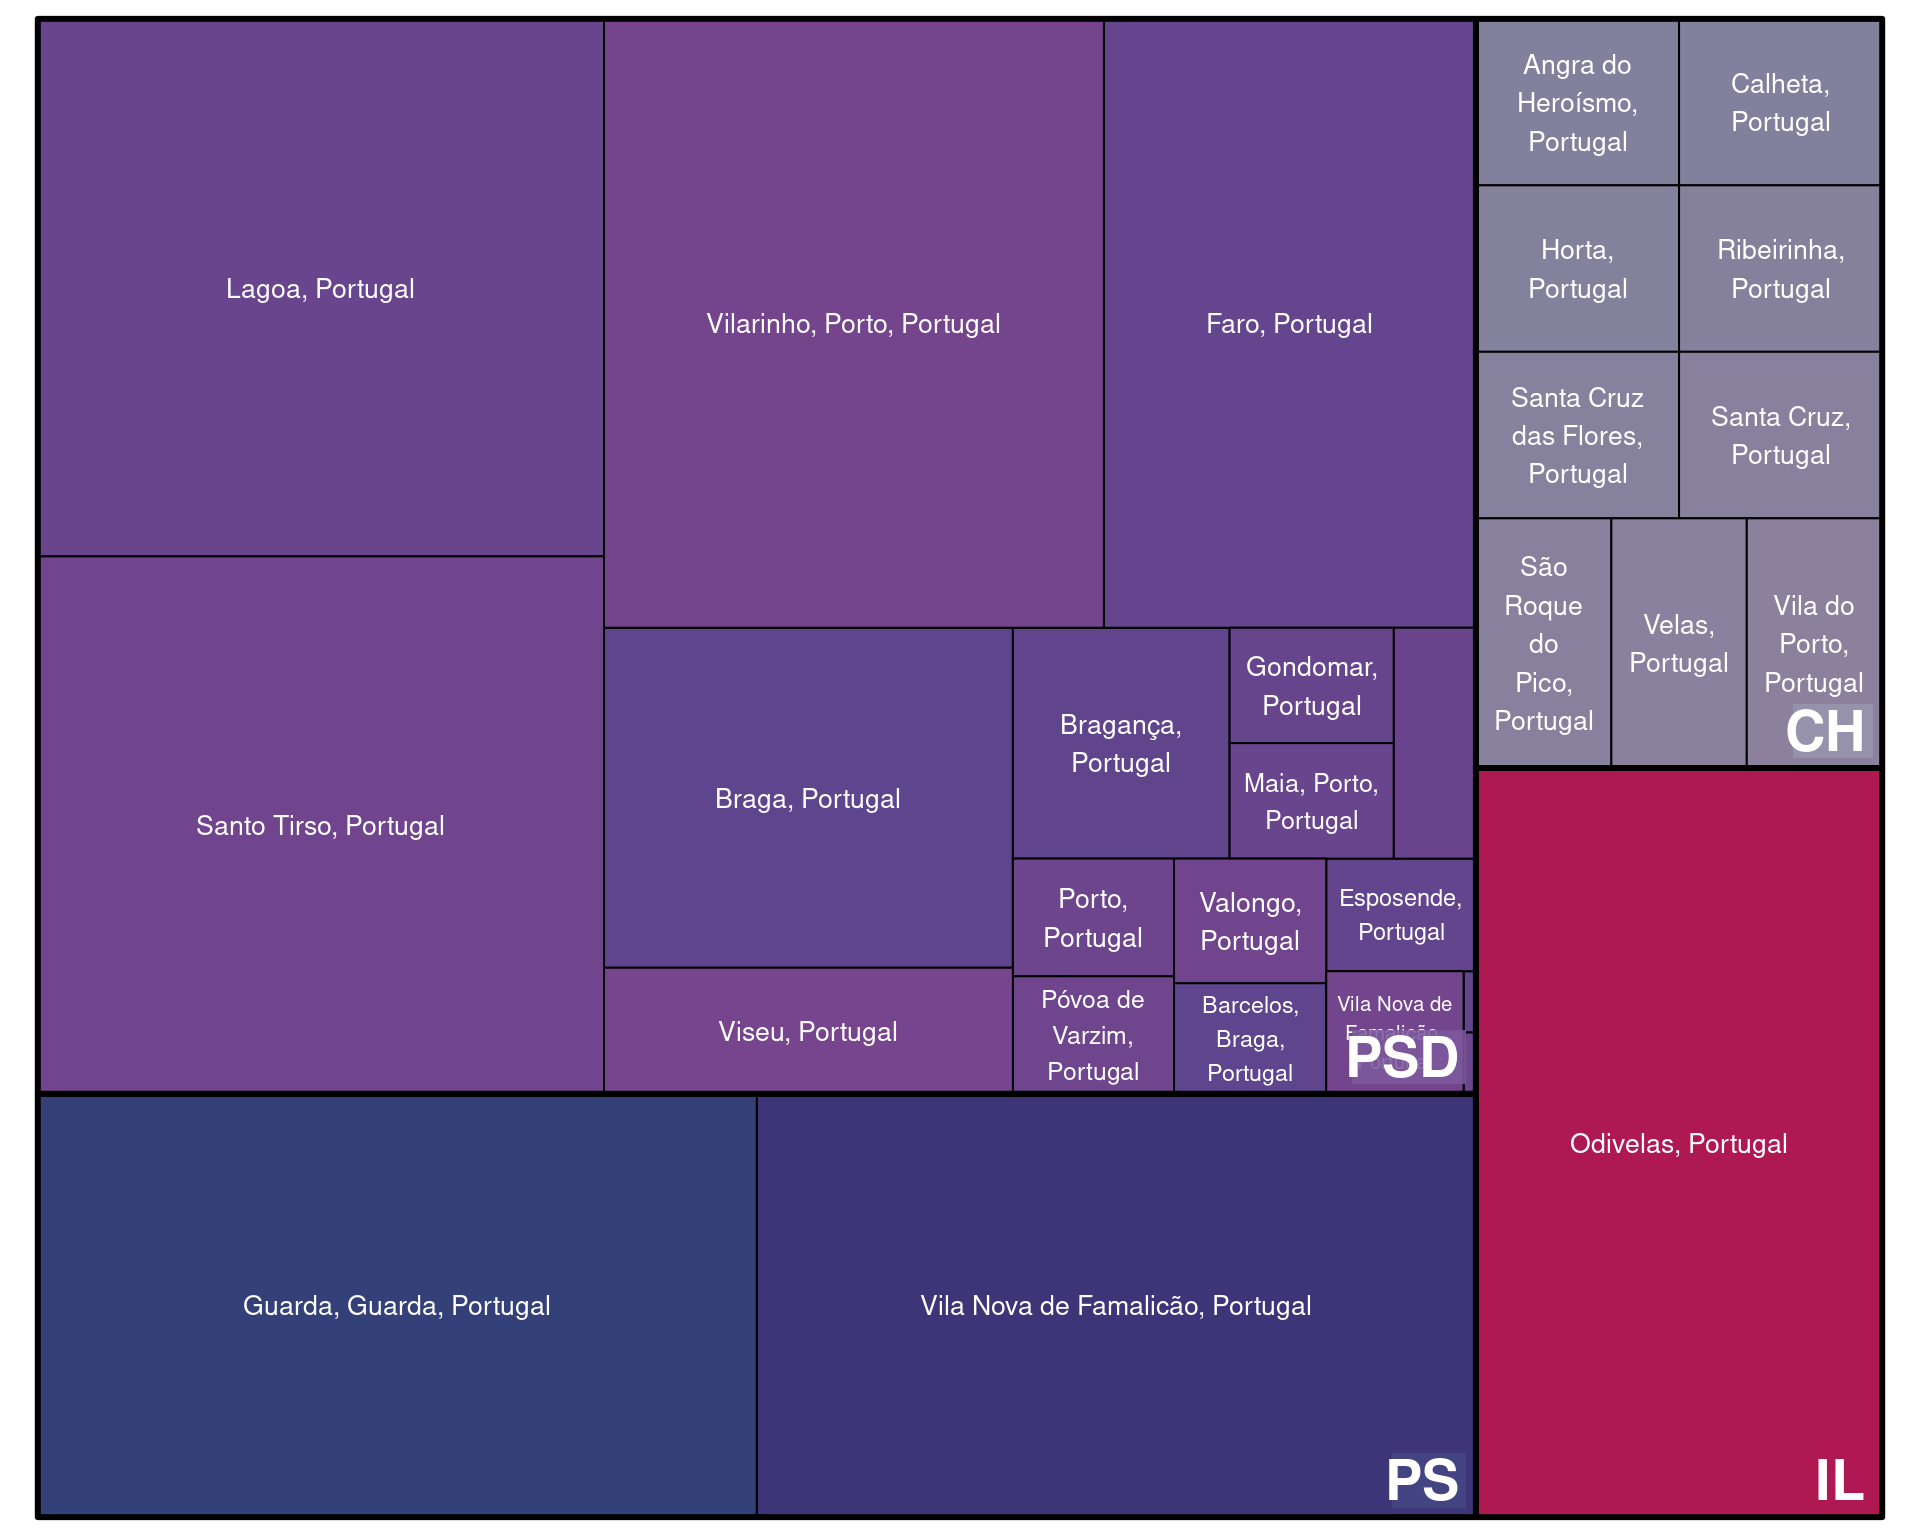 Lagoa, Portugal
Santo Tirso, Portugal
Vilarinho, Porto, Portugal
Faro, Portugal
Braga, Portugal
Viseu, Portugal
Bragança,
Portugal
Gondomar,
Portugal
Maia, Porto,
Portugal
Porto,
Portugal
Póvoa de
Varzim,
Portugal
Valongo,
Portugal
Barcelos,
Braga,
Portugal
Esposende,
Portugal
Vila Nova de
PSD
Guarda, Guarda, Portugal
Vila Nova de Famalicão, Portugal
PS
Angra do
Heroísmo,
Portugal
Calheta,
Portugal
Horta,
Portugal
Ribeirinha,
Portugal
Santa Cruz
das Flores,
Portugal
Santa Cruz,
Portugal
São
Roque
do
Pico,
Portugal
Velas,
Portugal
Vila do
Porto,
Portugal
CH
Odivelas, Portugal
IL